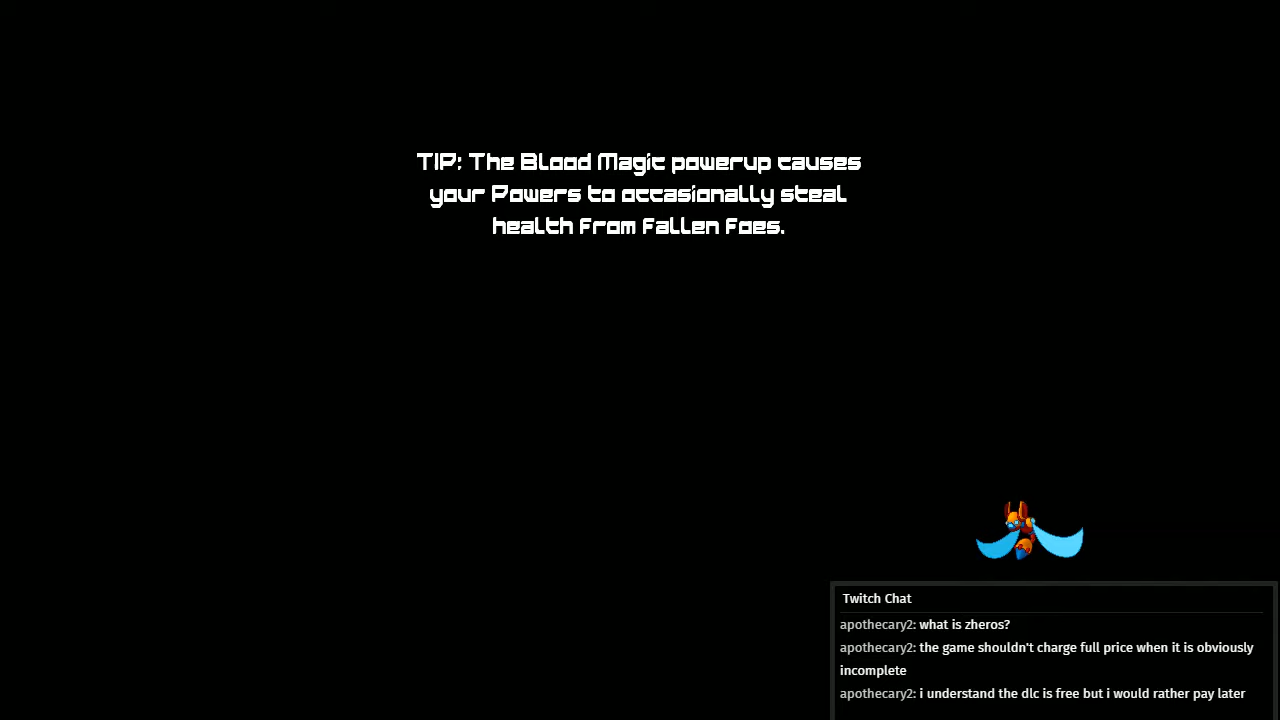 TIP: The Blood Magic powerup causes
your Powers to occasionally steal
health from fallen foes.
Twitch Chat
apothecary2: what is zheros?
apothecary2: the game shouldn't charge full price when it is obviously
incomplete
apothecary2: i understand the dlc is free but i would rather pay later